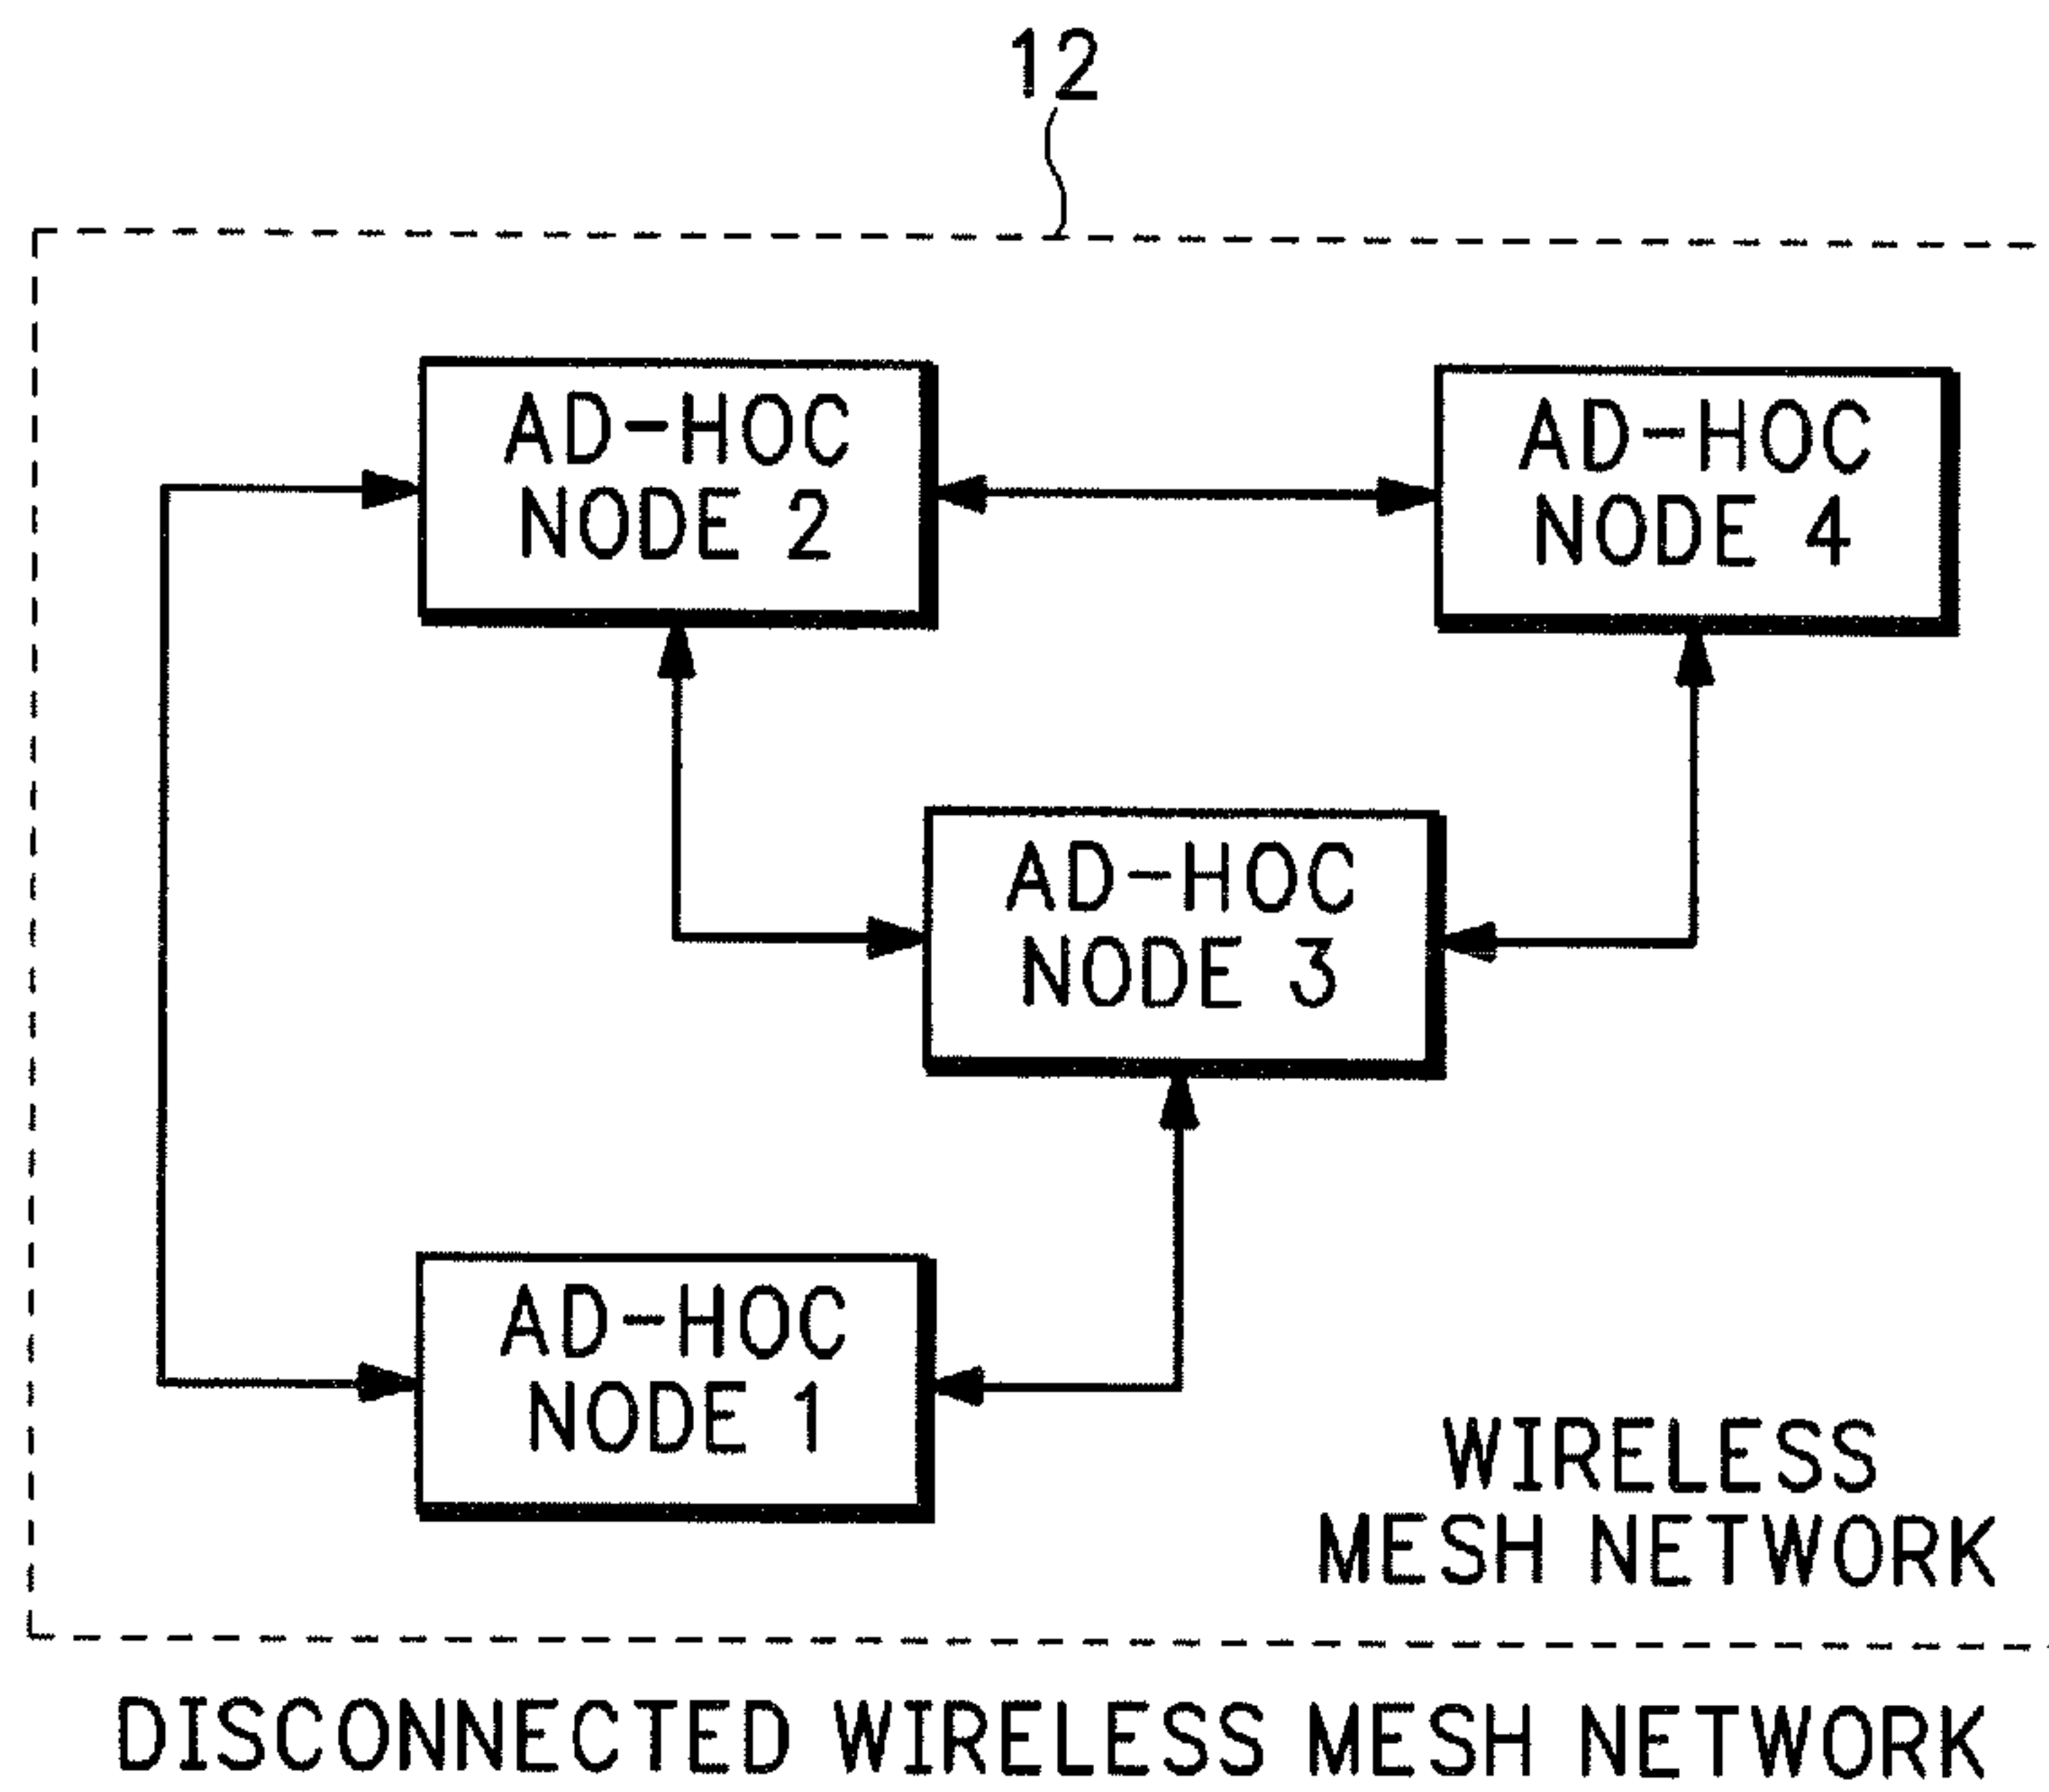 12
AD-HOC
NODE 2
AD-HOC
NODE 4
AD-HOC
NODE 3
AD-HOC
NODE 1
WIRELESS
MESH NETWORK
DISCONNECTED WIRELESS MESH NETWORK